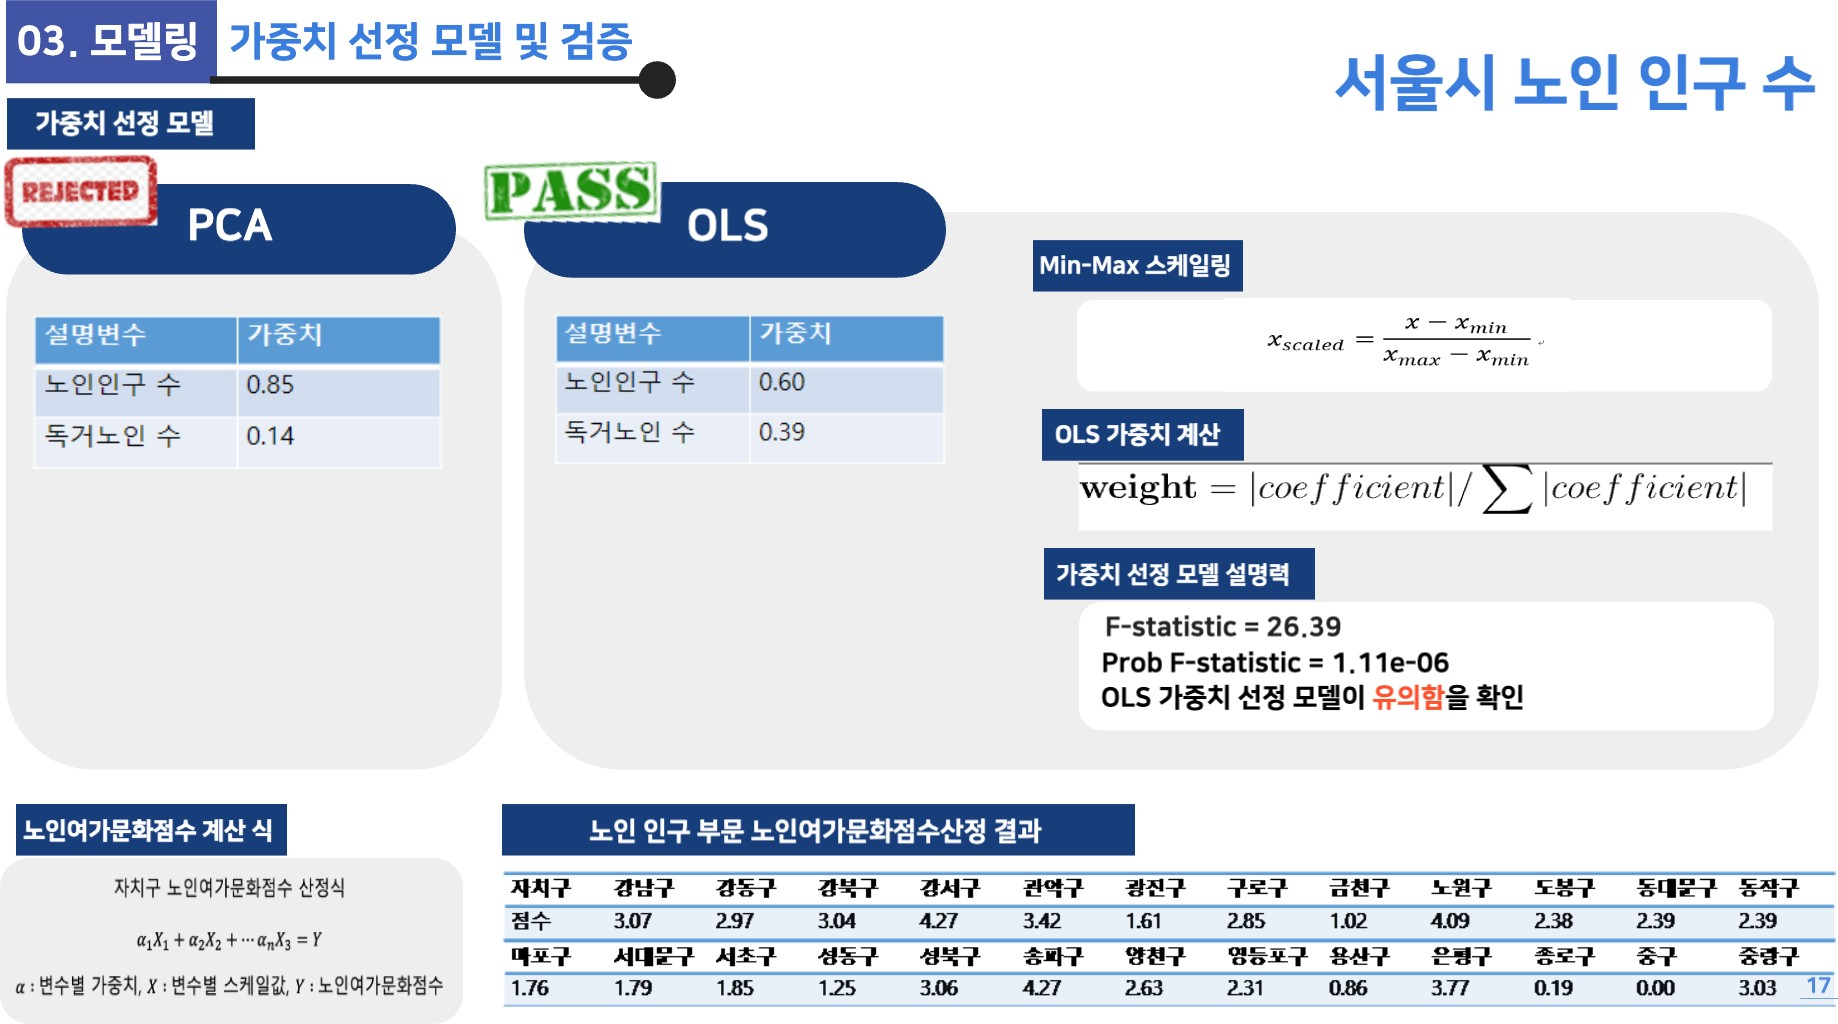 03. 모델링 가중치 선정 모델 및 검증
서울시 노인 인구 수
가중치 선정 모델
REJECTED
PCA
설명변수 가중치
노인인구 수 0.85
독거노인 수 0.14
PASS
OLS
설명변수 가중치
노인인구 수 0.60
독거노인 수 0.39
Min-Max 스케일링
x_scaled = (x − x_min) / (x_max − x_min)
OLS 가중치 계산
weight = |coefficient| / ∑ |coefficient|
가중치 선정 모델 설명력
F-statistic = 26.39
Prob F-statistic = 1.11e-06
OLS 가중치 선정 모델이 유의함을 확인
노인여가문화점수 계산 식
자치구 노인여가문화점수 산정식
α₁X₁ + α₂X₂ + ⋯ αₙX₃ = Y
α : 변수별 가중치, X : 변수별 스케일값, Y : 노인여가문화점수
노인 인구 부문 노인여가문화점수산정 결과
자치구 강남구 강동구 강북구 강서구 관악구 광진구 구로구 금천구 노원구 도봉구 동대문구 동작구
점수 3.07 2.97 3.04 4.27 3.42 1.61 2.85 1.02 4.09 2.38 2.39 2.39
마포구 서대문구 서초구 성동구 성북구 송파구 양천구 영등포구 용산구 은평구 종로구 중구 중랑구
1.76 1.79 1.85 1.25 3.06 4.27 2.63 2.31 0.86 3.77 0.19 0.00 3.03
17